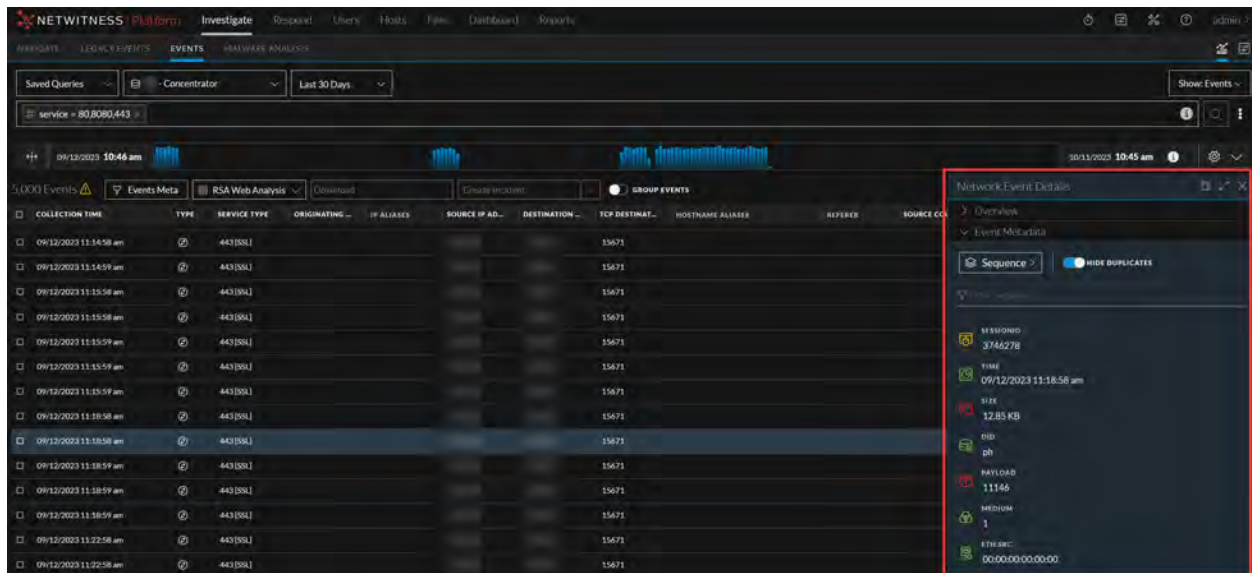 NETWITNESS Platform Investigate Respond Users Hosts Files Dashboard Reports admin
NAVIGATE LEGACY EVENTS EVENTS MALWARE ANALYSIS
Saved Queries - Concentrator Last 30 Days Show: Events
service = 80,8080,443
09/12/2023 10:46 am 10/11/2023 10:45 am
5,000 Events Events Meta RSA Web Analysis Download Create Incident GROUP EVENTS
COLLECTION TIME TYPE SERVICE TYPE ORIGINATING ... IP ALIASES SOURCE IP AD... DESTINATION ... TCP DESTINAT... HOSTNAME ALIASES REFERER SOURCE CO
09/12/2023 11:14:58 am 443 [SSL] 15671
09/12/2023 11:14:59 am 443 [SSL] 15671
09/12/2023 11:15:58 am 443 [SSL] 15671
09/12/2023 11:15:58 am 443 [SSL] 15671
09/12/2023 11:15:59 am 443 [SSL] 15671
09/12/2023 11:15:59 am 443 [SSL] 15671
09/12/2023 11:15:59 am 443 [SSL] 15671
09/12/2023 11:18:58 am 443 [SSL] 15671
09/12/2023 11:18:58 am 443 [SSL] 15671
09/12/2023 11:18:59 am 443 [SSL] 15671
09/12/2023 11:18:59 am 443 [SSL] 15671
09/12/2023 11:18:59 am 443 [SSL] 15671
09/12/2023 11:22:58 am 443 [SSL] 15671
09/12/2023 11:22:58 am 443 [SSL] 15671
Network Event Details
Overview
Event Metadata
Sequence HIDE DUPLICATES
SESSIONID
3746278
TIME
09/12/2023 11:18:58 am
SIZE
12.85 KB
DID
ph
PAYLOAD
11146
MEDIUM
1
ETH.SRC
00:00:00:00:00:00